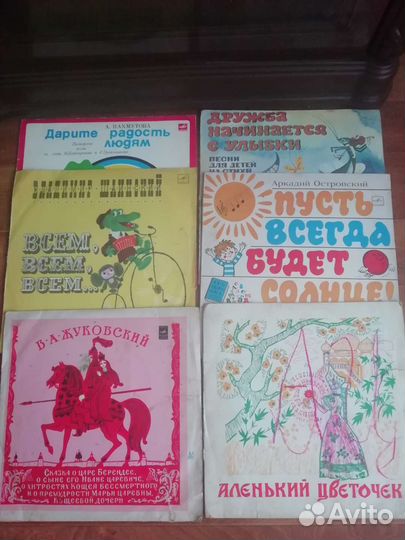 А. ПАХМУТОВА
Дарите радость
людям
ДРУЖБА
НАЧИНАЕТСЯ
С УЛЫБКИ
ПЕСНИ ДЛЯ ДЕТЕЙ
ВСЕМ,
ВСЕМ,
ВСЕМ...
Аркадий Островский
ПУСТЬ
ВСЕГДА
БУДЕТ
СОЛНЦЕ!
В·А·ЖУКОВСКИЙ
СКАЗКА О ЦАРЕ БЕРЕНДЕЕ,
О СЫНЕ ЕГО ИВАНЕ ЦАРЕВИЧЕ,
О ХИТРОСТЯХ КОЩЕЯ БЕССМЕРТНОГО
И О ПРЕМУДРОСТИ МАРЬИ ЦАРЕВНЫ,
КОЩЕЕВОЙ ДОЧЕРИ
АЛЕНЬКИЙ ЦВЕТОЧЕК
Avito